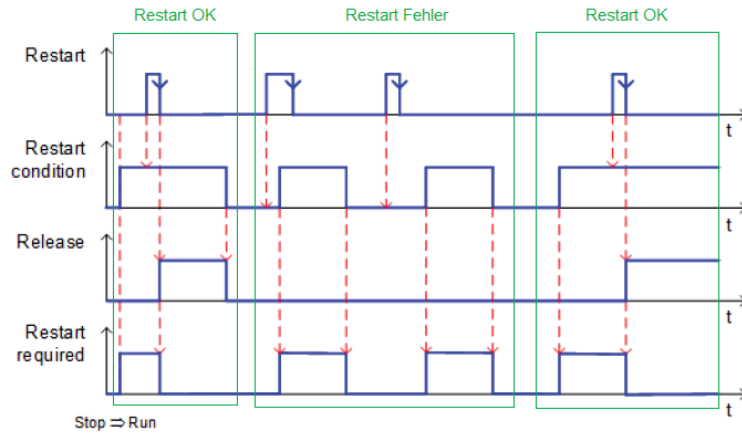 Restart OK
Restart Fehler
Restart OK
Restart
t
Restart
condition
t
Release
t
Restart
required
t
Stop ⇒ Run